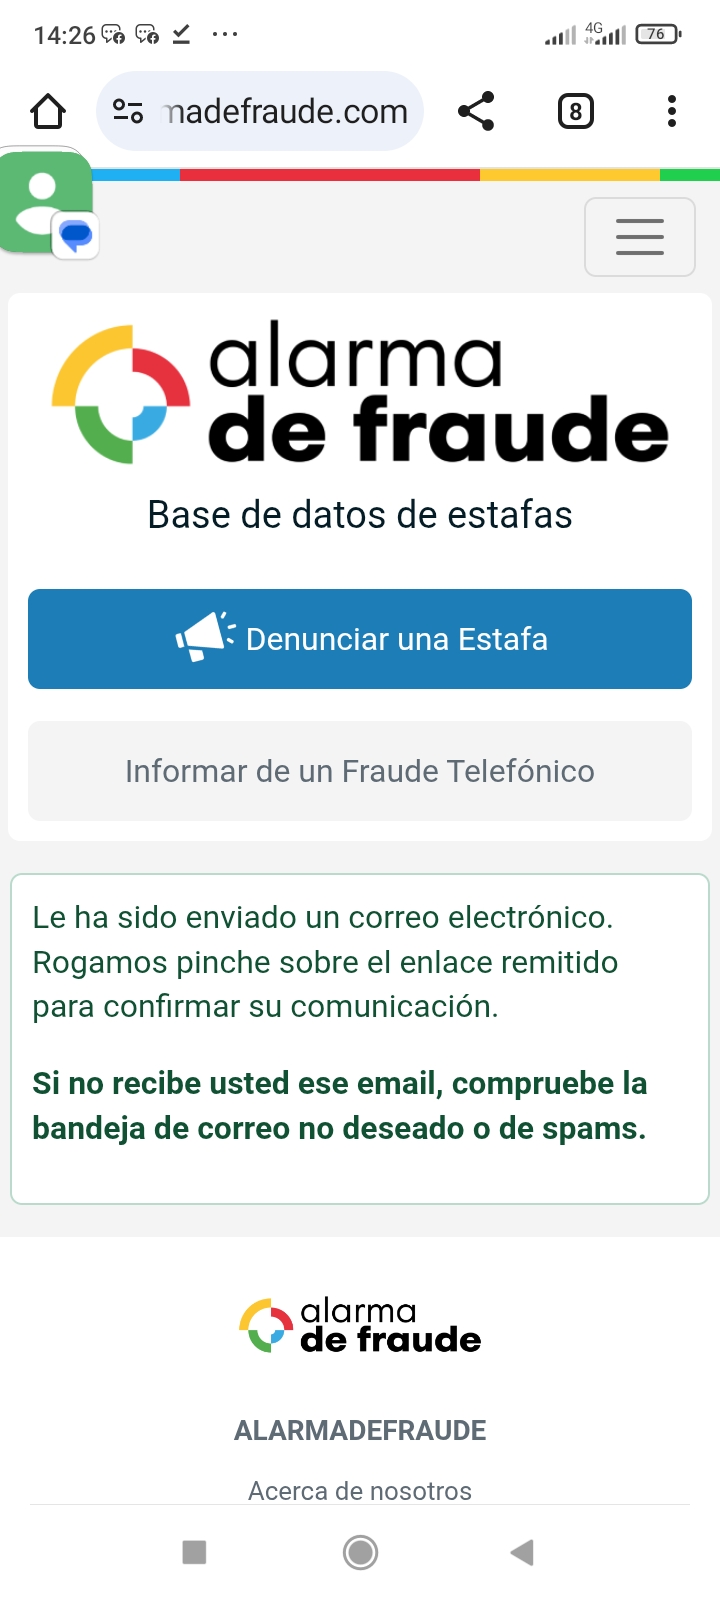 14:26
4G
76
madefraude.com
8
alarma
de fraude
Base de datos de estafas
Denunciar una Estafa
Informar de un Fraude Telefónico
Le ha sido enviado un correo electrónico.
Rogamos pinche sobre el enlace remitido
para confirmar su comunicación.
Si no recibe usted ese email, compruebe la
bandeja de correo no deseado o de spams.
alarma
de fraude
ALARMADEFRAUDE
Acerca de nosotros